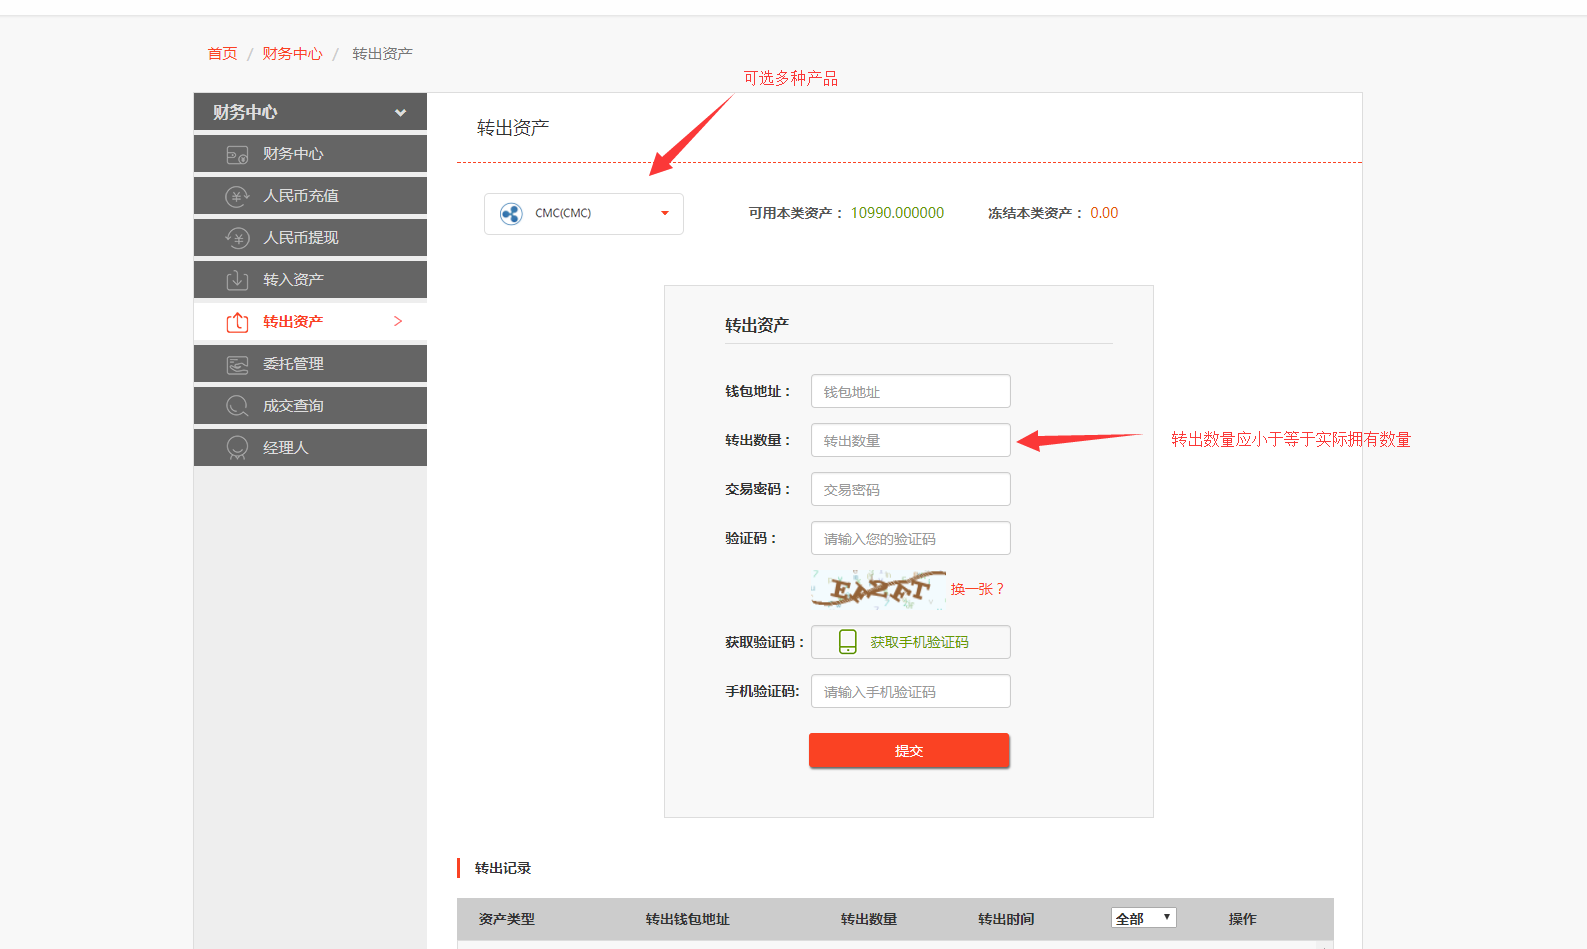 首页 / 财务中心 / 转出资产
可选多种产品
财务中心
财务中心
人民币充值
人民币提现
转入资产
转出资产 >
委托管理
成交查询
经理人
转出资产
CMC(CMC)
可用本类资产： 10990.000000 冻结本类资产： 0.00
转出资产
钱包地址： 钱包地址
转出数量： 转出数量
转出数量应小于等于实际拥有数量
交易密码： 交易密码
验证码： 请输入您的验证码
换一张？
获取验证码： 获取手机验证码
手机验证码: 请输入手机验证码
提交
转出记录
资产类型 转出钱包地址 转出数量 转出时间 全部 操作